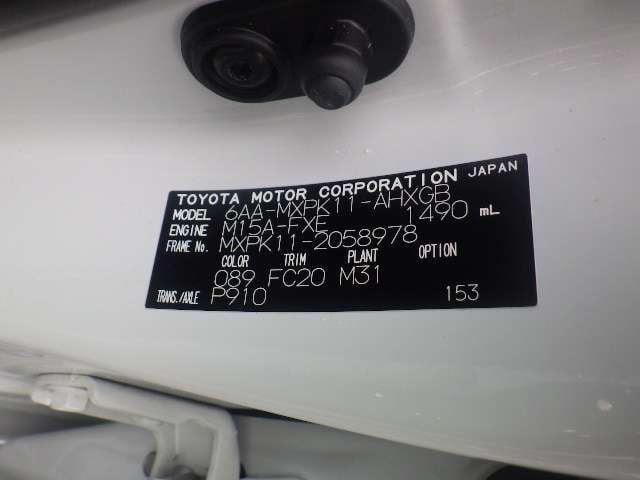 TOYOTA MOTOR CORPORATION JAPAN
MODEL 6AA-MXPK11-AHXGB
ENGINE M15A-FXE 1490 mL
FRAME No. MXPK11-2058978
COLOR TRIM PLANT OPTION
089 FC20 M31
TRANS./AXLE P910 153